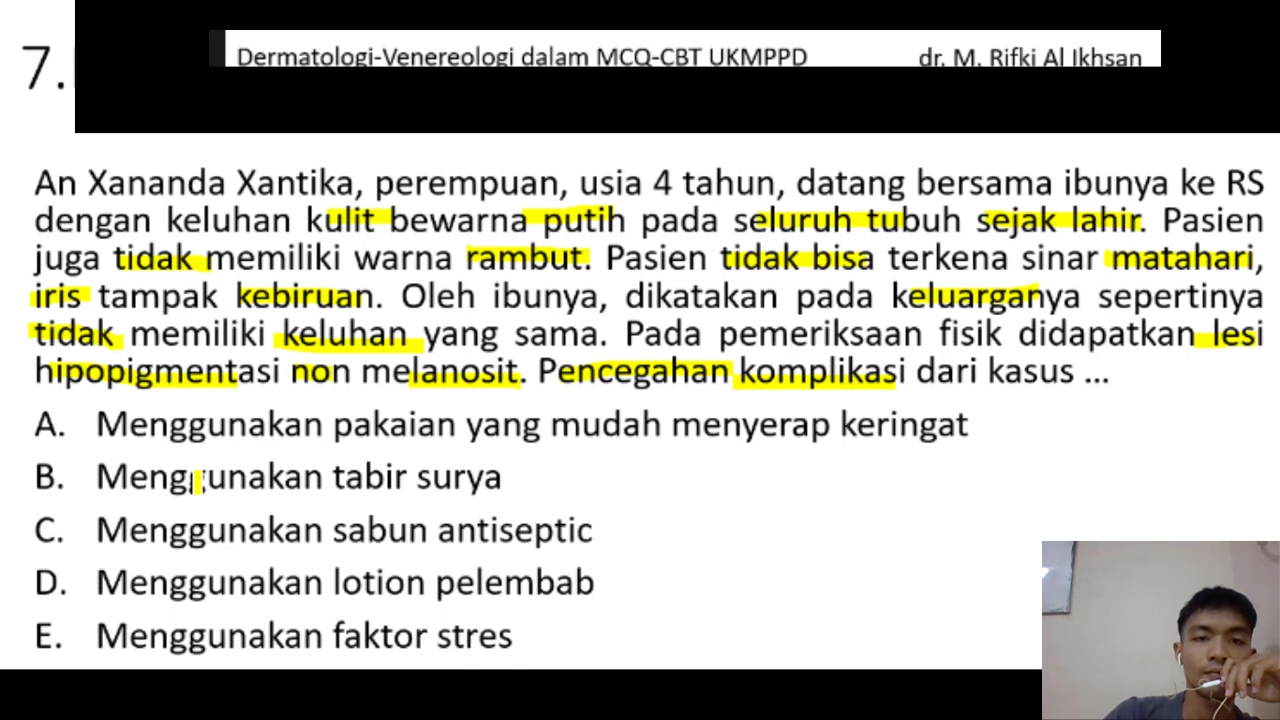 7.
Dermatologi-Venereologi dalam MCQ-CBT UKMPPD dr. M. Rifki Al Ikhsan
An Xananda Xantika, perempuan, usia 4 tahun, datang bersama ibunya ke RS
dengan keluhan kulit bewarna putih pada seluruh tubuh sejak lahir. Pasien
juga tidak memiliki warna rambut. Pasien tidak bisa terkena sinar matahari,
iris tampak kebiruan. Oleh ibunya, dikatakan pada keluarganya sepertinya
tidak memiliki keluhan yang sama. Pada pemeriksaan fisik didapatkan lesi
hipopigmentasi non melanosit. Pencegahan komplikasi dari kasus ...
A. Menggunakan pakaian yang mudah menyerap keringat
B. Menggunakan tabir surya
C. Menggunakan sabun antiseptic
D. Menggunakan lotion pelembab
E. Menggunakan faktor stres